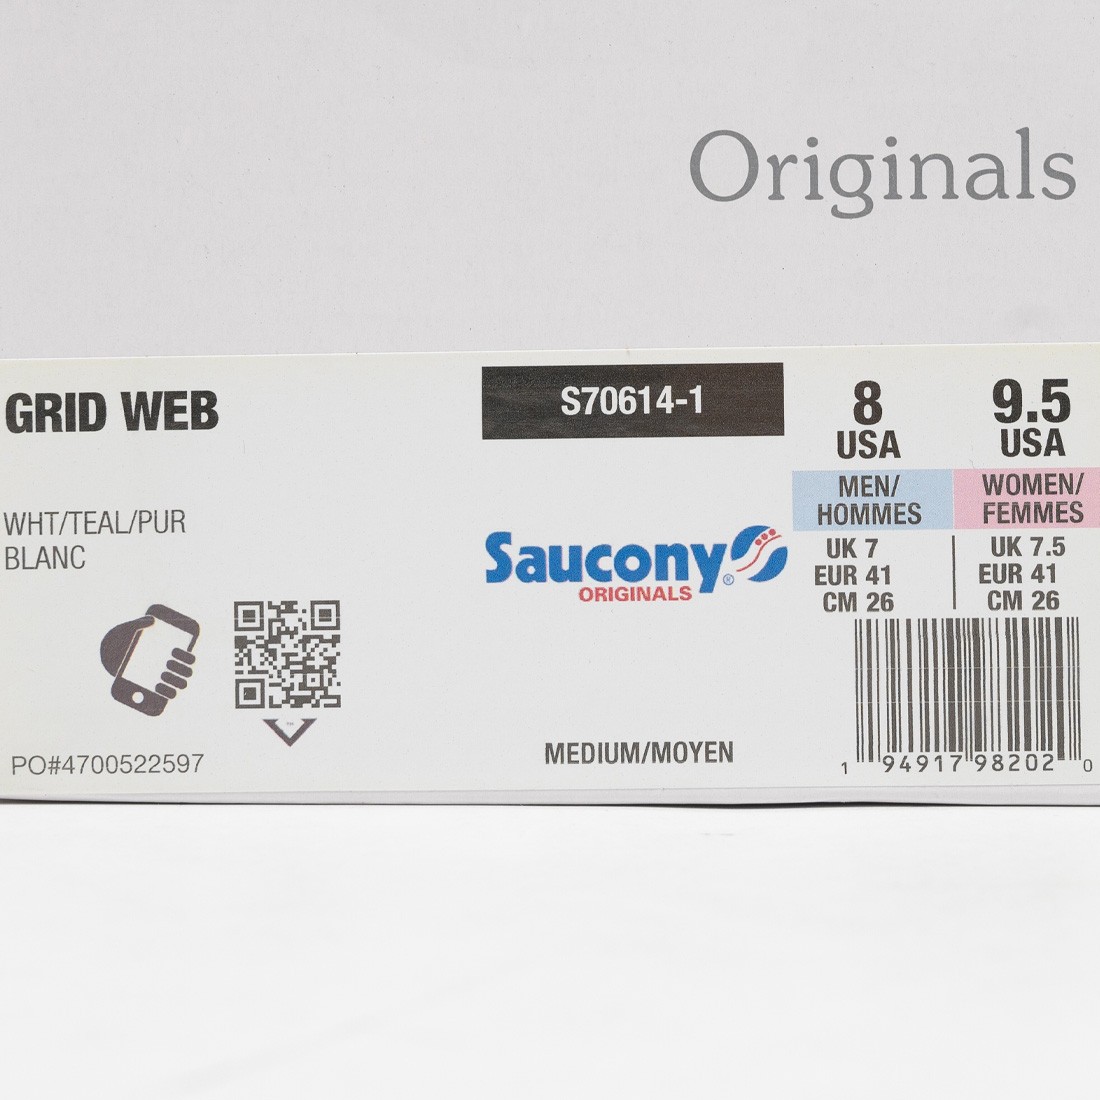 Originals
GRID WEB
S70614-1
8
USA
9.5
USA
MEN/
HOMMES
WOMEN/
FEMMES
WHT/TEAL/PUR
BLANC
Saucony®
ORIGINALS
UK 7
EUR 41
CM 26
UK 7.5
EUR 41
CM 26
PO#4700522597
MEDIUM/MOYEN
1 94917 98202 0